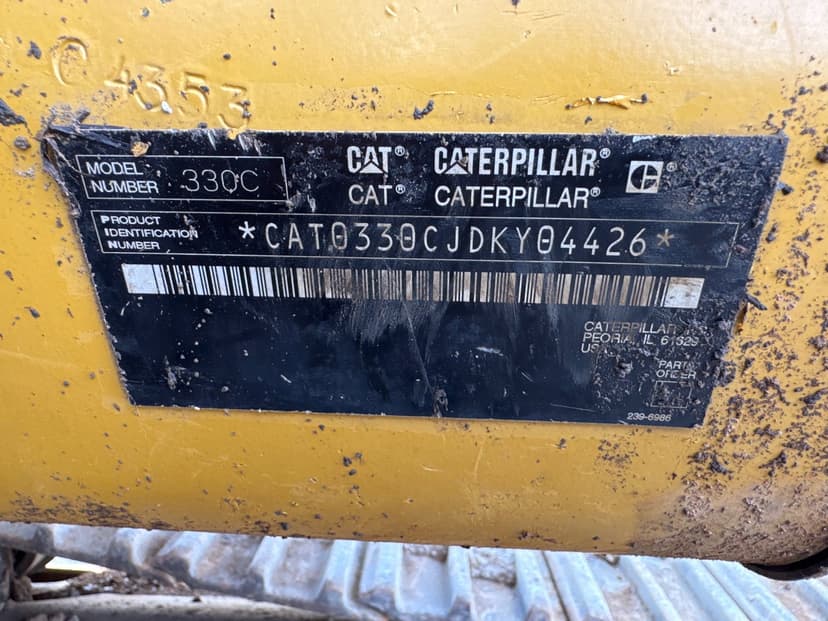 C4353
MODEL NUMBER 330C
CAT® CATERPILLAR®
CAT® CATERPILLAR®
PRODUCT IDENTIFICATION NUMBER *CAT0330CJDKY04426*
CATERPILLAR
PEORIA, IL 61629
PARTS
ORDER
239-6986